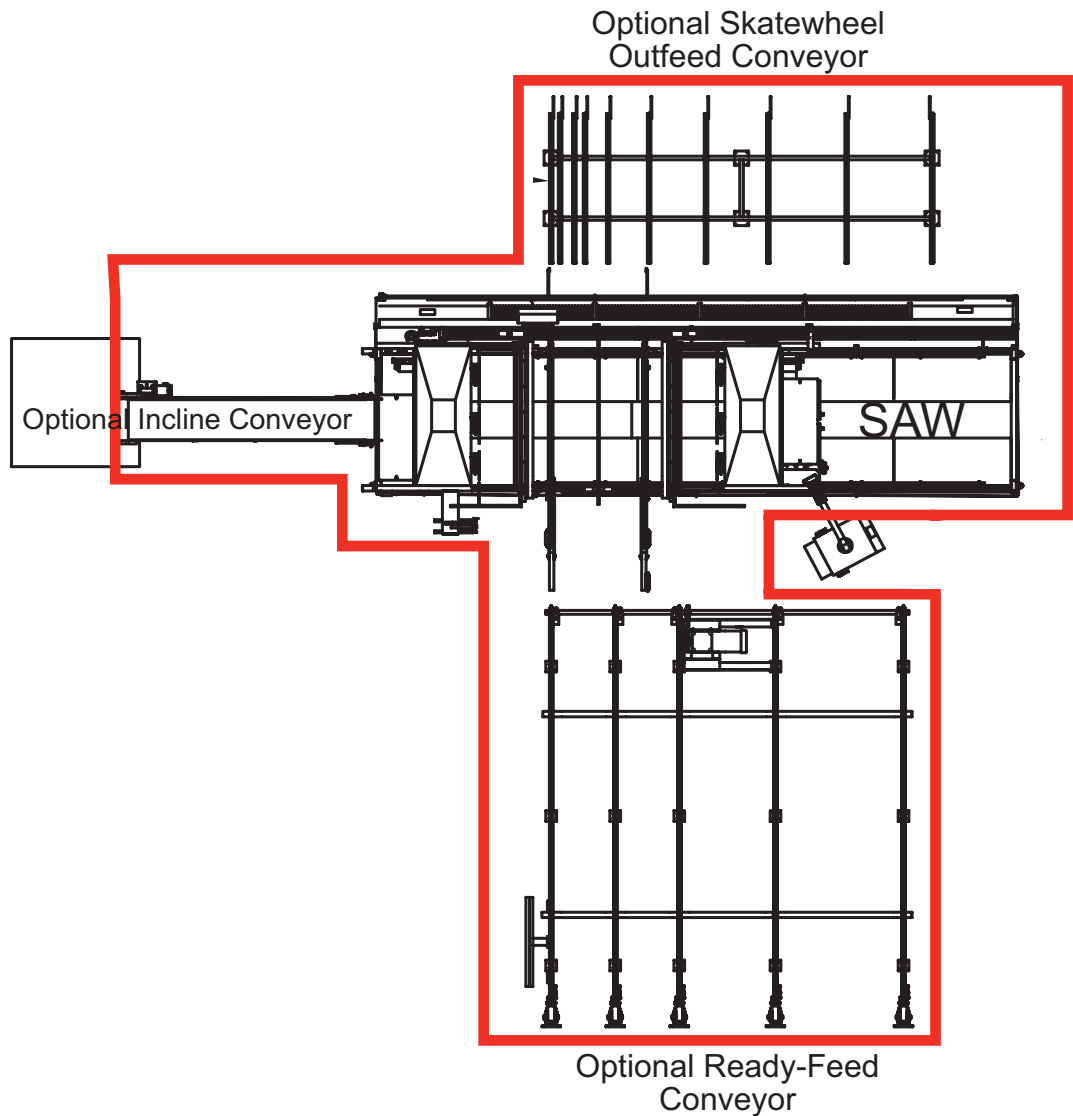 Optional Skatewheel
Outfeed Conveyor
Optional Incline Conveyor
SAW
Optional Ready-Feed
Conveyor